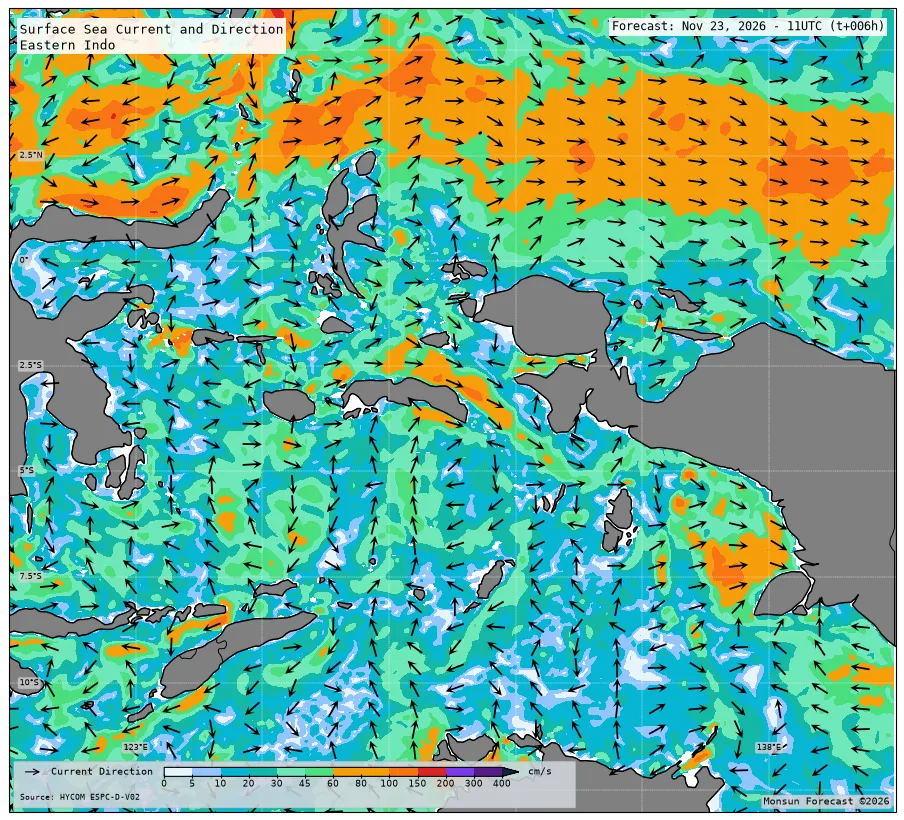 Surface Sea Current and Direction
Eastern Indo
Forecast: Nov 23, 2026 - 11UTC (t+006h)
2.5°N
0°
2.5°S
5°S
7.5°S
10°S
123°E
138°E
Current Direction
0 5 10 20 30 45 60 80 100 150 200 300 400 cm/s
Source: HYCOM ESPC-D-V02
Monsun Forecast ©2026